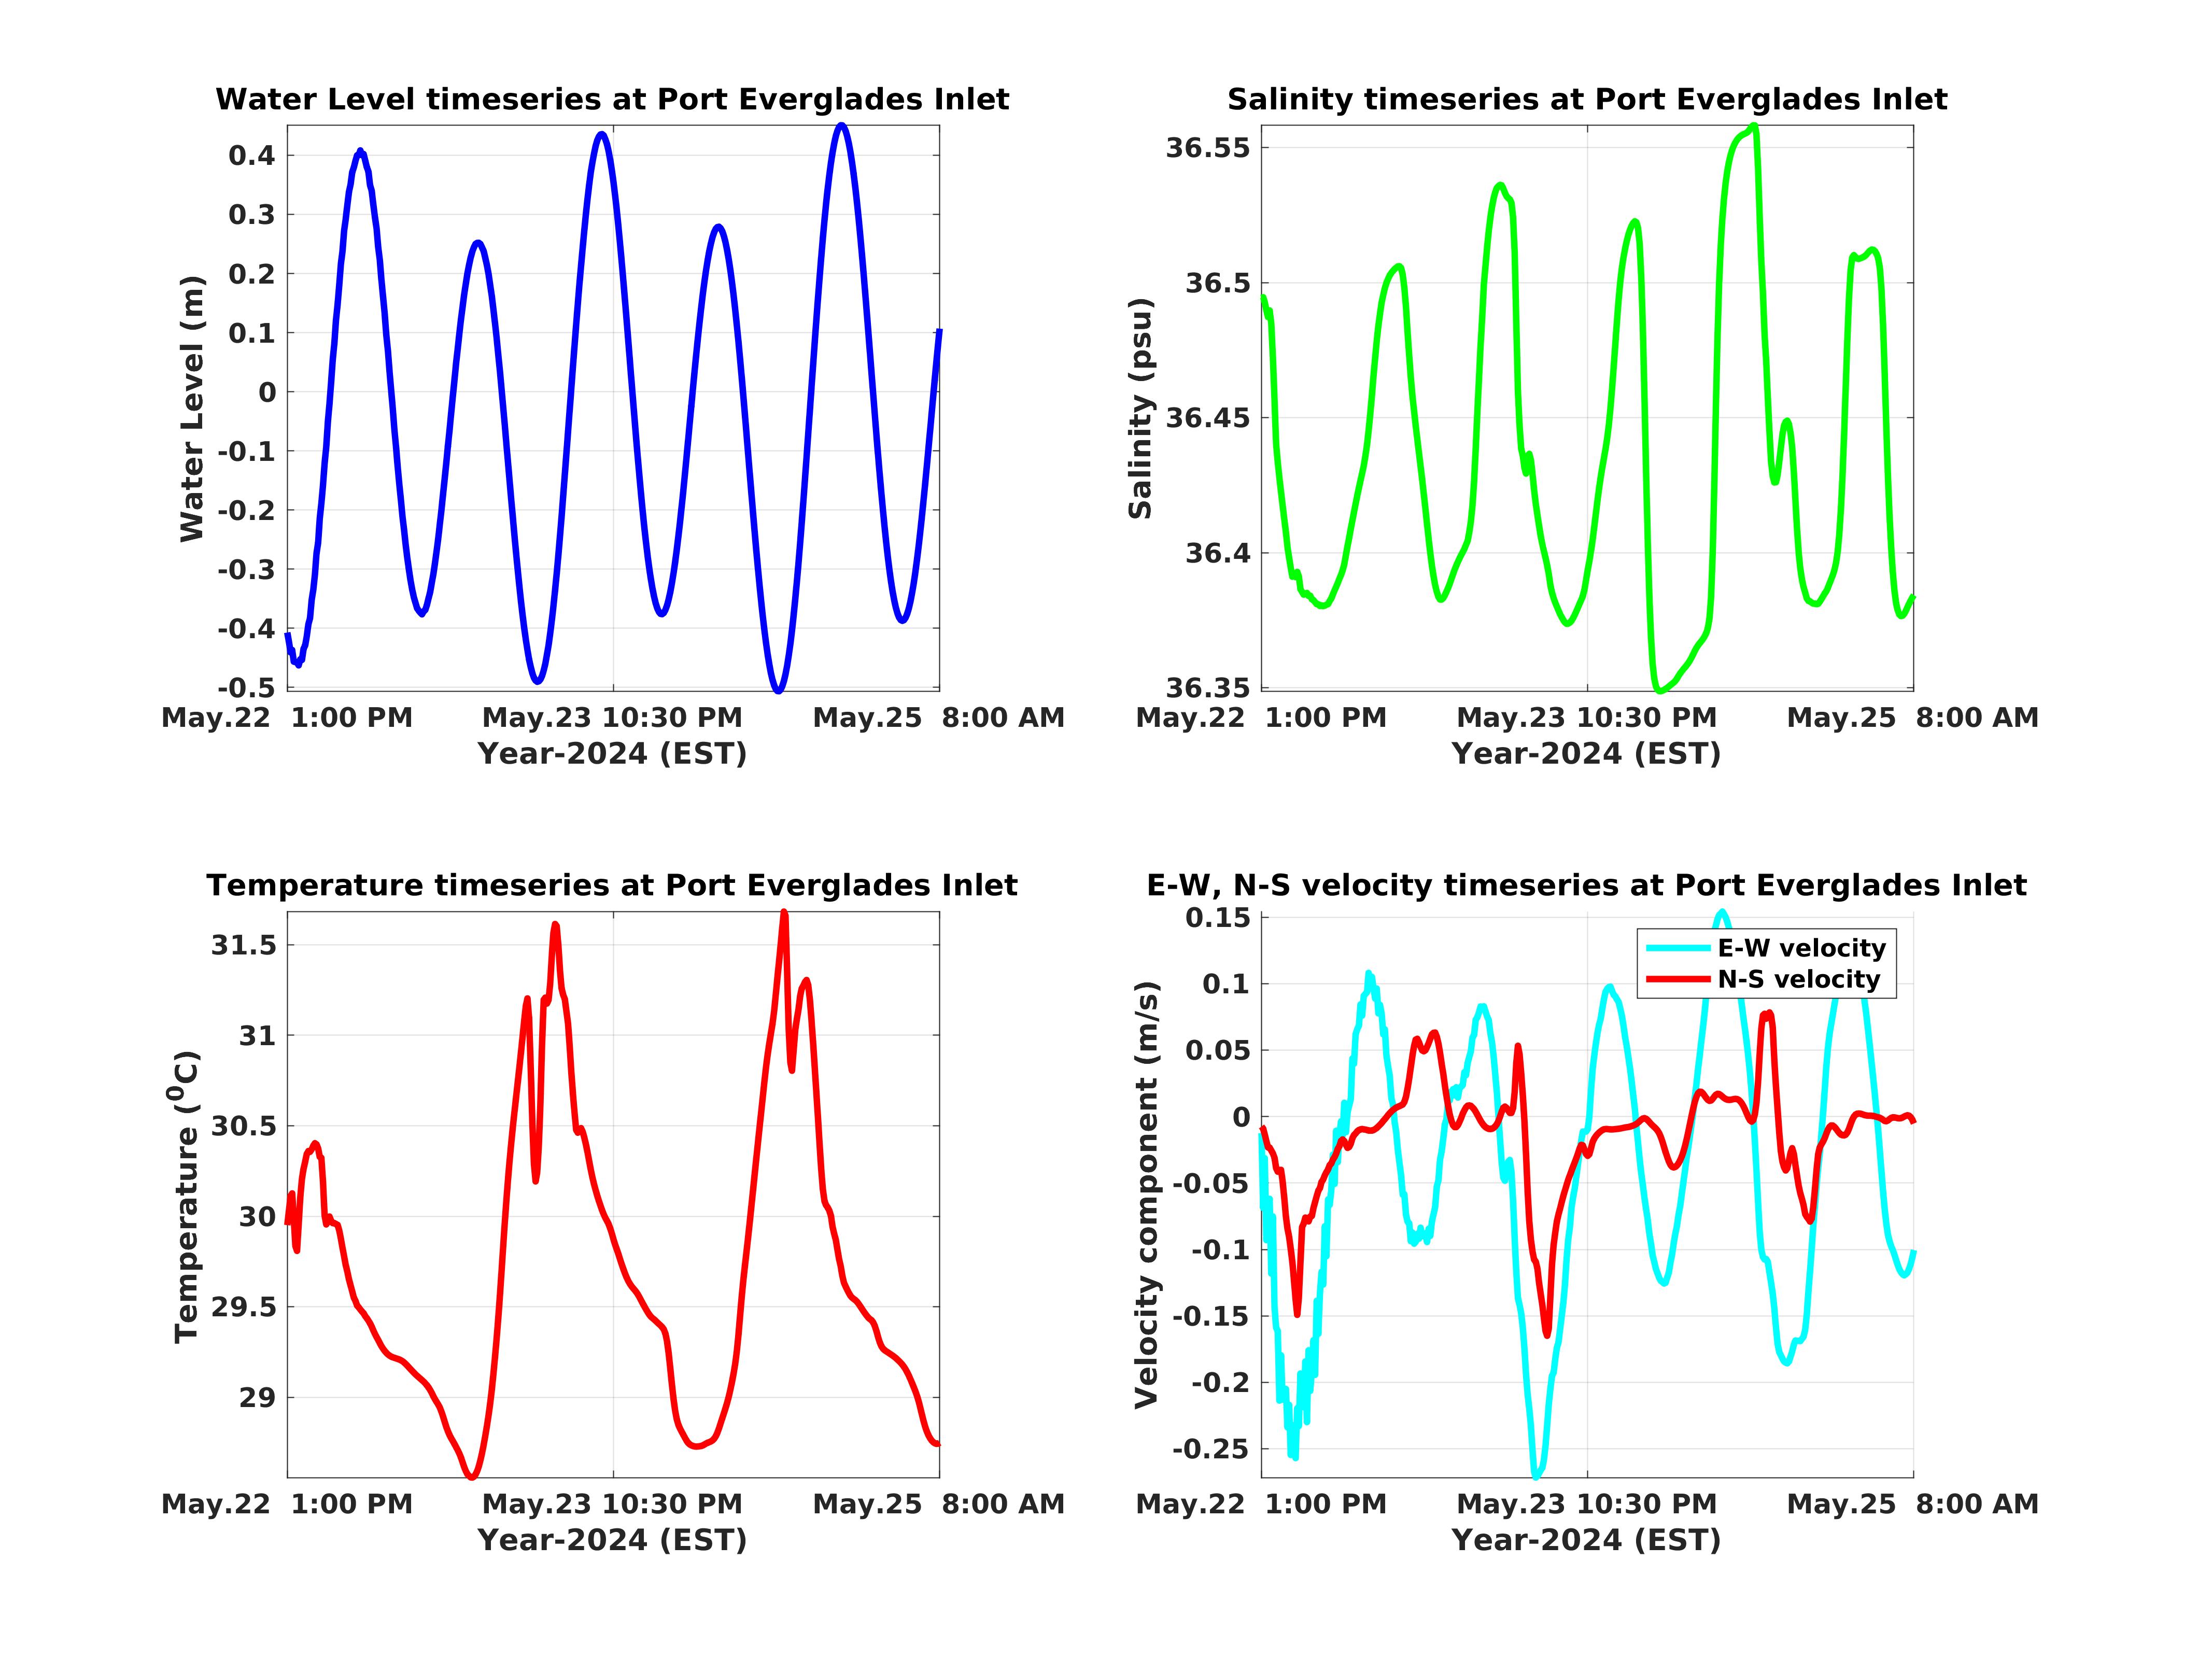 Water Level timeseries at Port Everglades Inlet
Water Level (m)
0.4
0.3
0.2
0.1
0
-0.1
-0.2
-0.3
-0.4
-0.5
May.22  1:00 PM
May.23 10:30 PM
May.25  8:00 AM
Year-2024 (EST)
Salinity timeseries at Port Everglades Inlet
Salinity (psu)
36.55
36.5
36.45
36.4
36.35
May.22  1:00 PM
May.23 10:30 PM
May.25  8:00 AM
Year-2024 (EST)
Temperature timeseries at Port Everglades Inlet
Temperature (⁰C)
31.5
31
30.5
30
29.5
29
May.22  1:00 PM
May.23 10:30 PM
May.25  8:00 AM
Year-2024 (EST)
E-W, N-S velocity timeseries at Port Everglades Inlet
Velocity component (m/s)
0.15
0.1
0.05
0
-0.05
-0.1
-0.15
-0.2
-0.25
E-W velocity
N-S velocity
May.22  1:00 PM
May.23 10:30 PM
May.25  8:00 AM
Year-2024 (EST)